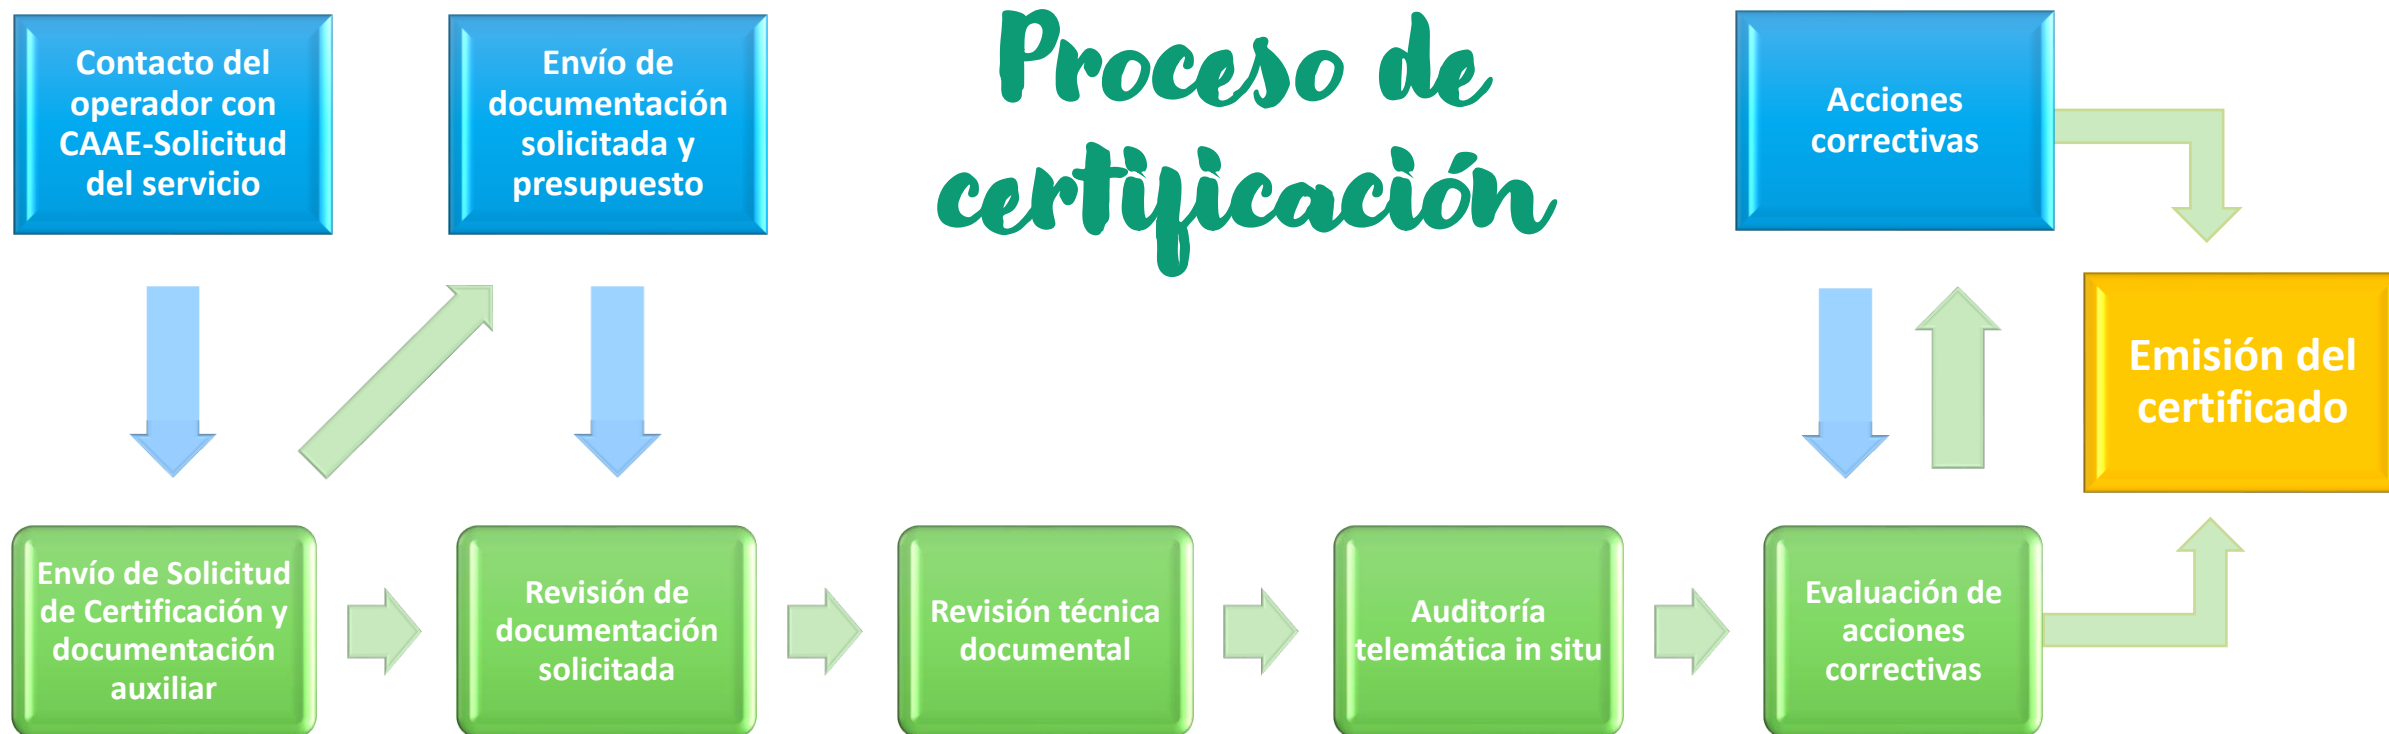 Contacto del
operador con
CAAE-Solicitud
del servicio
Envío de
documentación
solicitada y
presupuesto
Proceso de
certificación
Acciones
correctivas
Emisión del
certificado
Envío de Solicitud
de Certificación y
documentación
auxiliar
Revisión de
documentación
solicitada
Revisión técnica
documental
Auditoría
telemática in situ
Evaluación de
acciones
correctivas